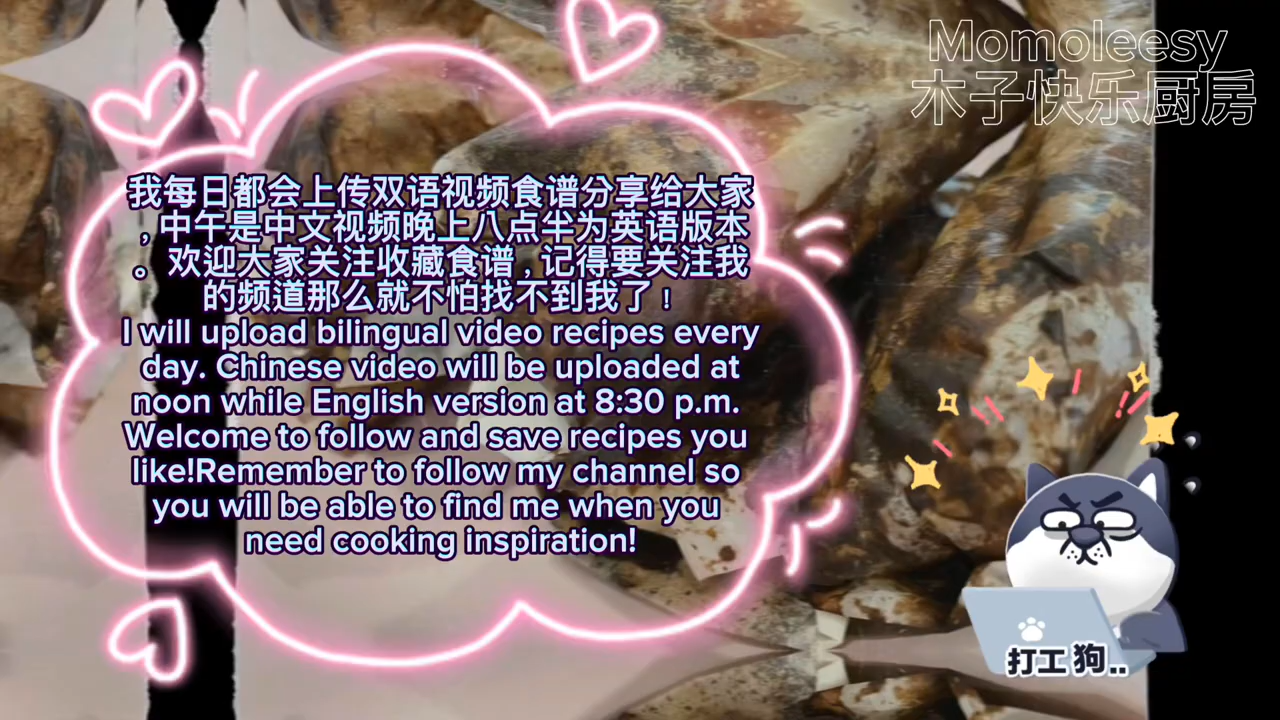 Momoleesy
木子快乐厨房
我每日都会上传双语视频食谱分享给大家
,中午是中文视频晚上八点半为英语版本
。欢迎大家关注收藏食谱,记得要关注我
的频道那么就不怕找不到我了!
I will upload bilingual video recipes every
day. Chinese video will be uploaded at
noon while English version at 8:30 p.m.
Welcome to follow and save recipes you
like!Remember to follow my channel so
you will be able to find me when you
need cooking inspiration!
打工狗..